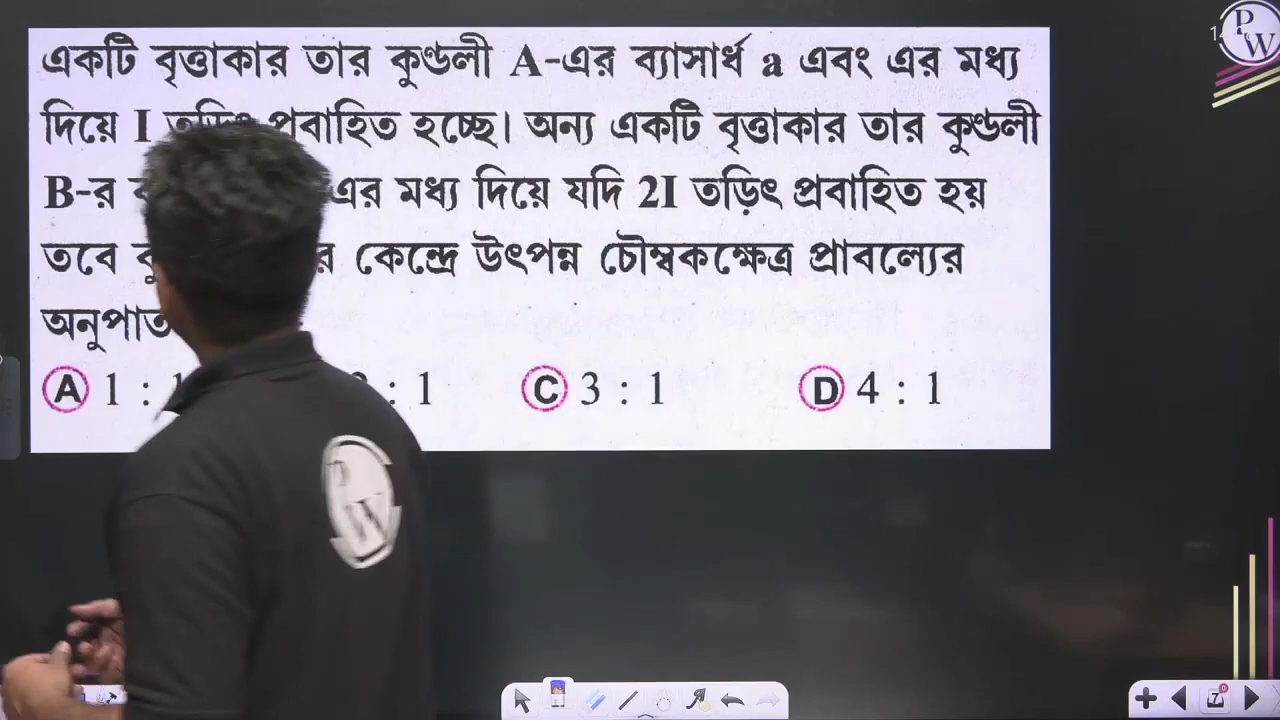 একটি বৃত্তাকার তার কুণ্ডলী A-এর ব্যাসার্ধ a এবং এর মধ্য
দিয়ে I তড়িৎ প্রবাহিত হচ্ছে। অন্য একটি বৃত্তাকার তার কুণ্ডলী
B-র এর মধ্য দিয়ে যদি 2I তড়িৎ প্রবাহিত হয়
তবে কেন্দ্রে উৎপন্ন চৌম্বকক্ষেত্র প্রাবল্যের
অনুপাত
A 1 : : 1 C 3 : 1 D 4 : 1
P W
P W